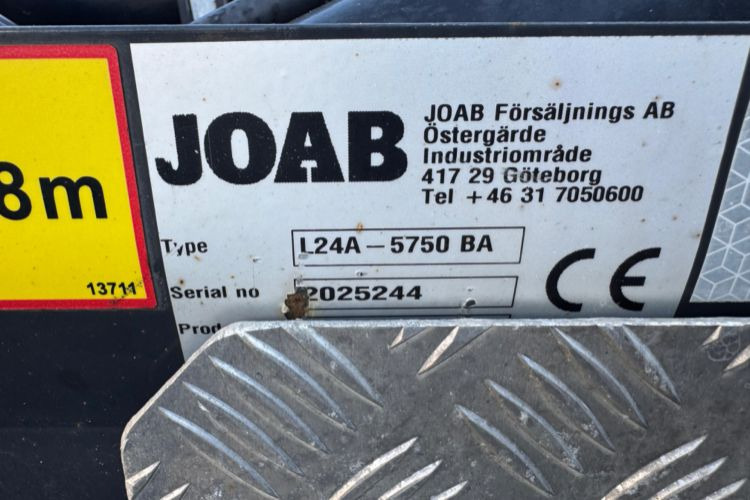 JOAB
JOAB Försäljnings AB
Östergärde
Industriområde
417 29 Göteborg
Tel +46 31 7050600
8m
13711
Type L24A-5750 BA
Serial no 2025244
CE